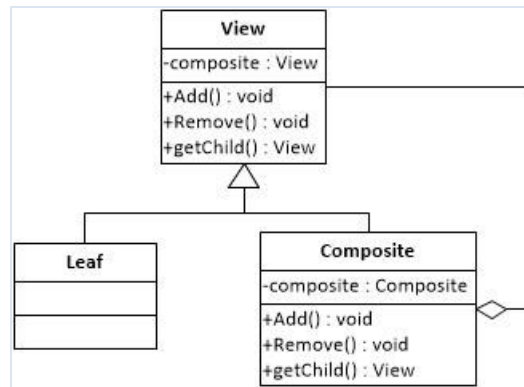 View
-composite : View
+Add() : void
+Remove() : void
+getChild() : View
Leaf
Composite
-composite : Composite
+Add() : void
+Remove() : void
+getChild() : View